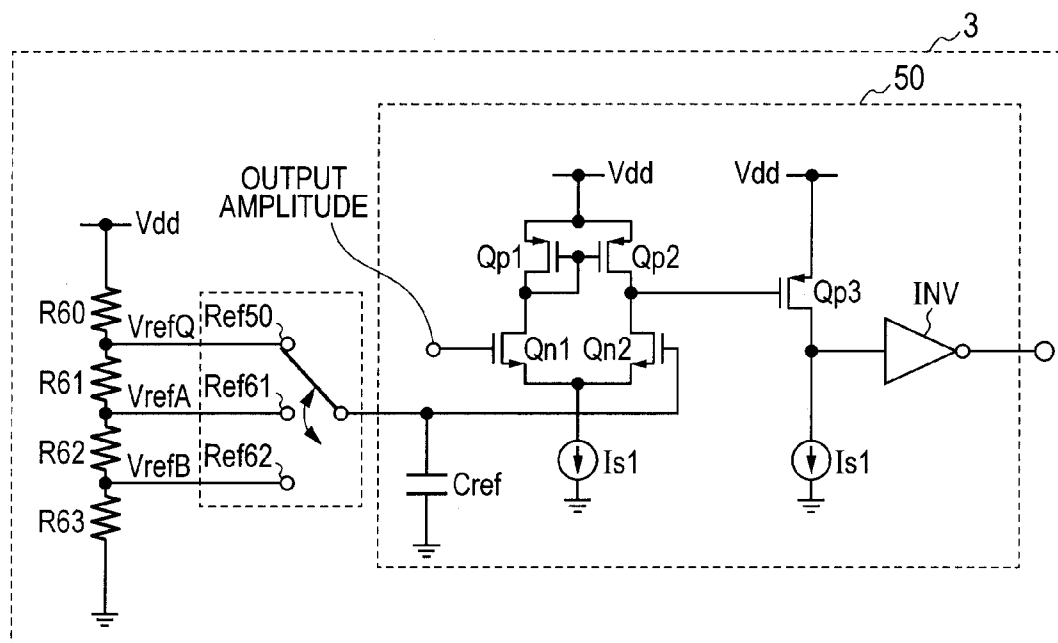 3
50
OUTPUT
AMPLITUDE
Vdd
Vdd
Vdd
Qp1
Qp2
Qp3
INV
R60
VrefQ
Ref50
Qn1
Qn2
R61
VrefA
Ref61
R62
VrefB
Ref62
Cref
Is1
Is1
R63